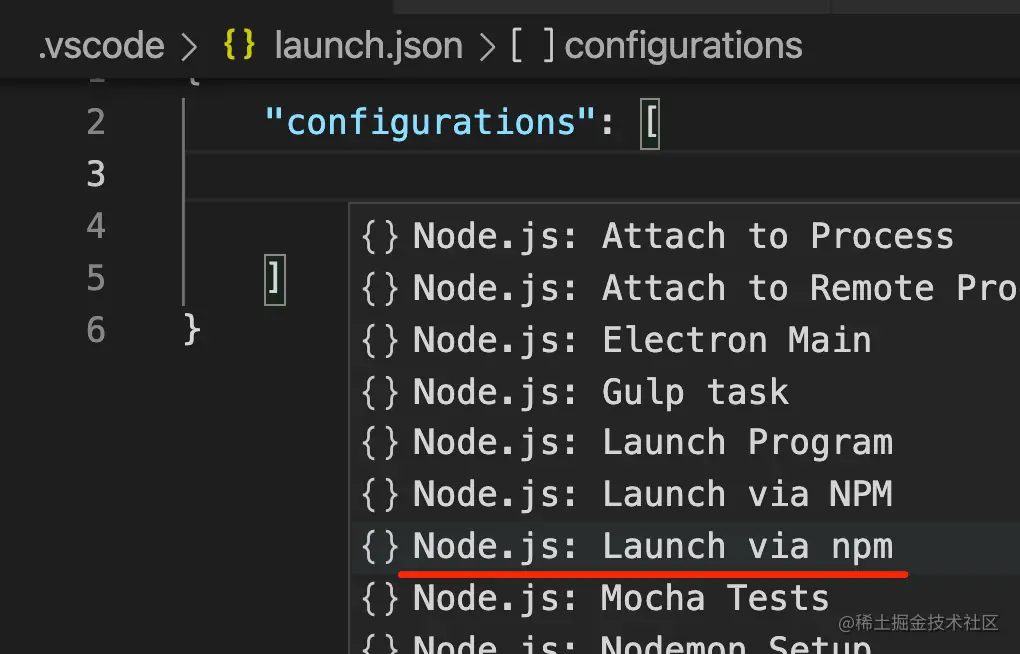 .vscode > {} launch.json > [ ] configurations
1 {
2 "configurations": [
3
4
5 ]
6 }
{} Node.js: Attach to Process
{} Node.js: Attach to Remote Pro
{} Node.js: Electron Main
{} Node.js: Gulp task
{} Node.js: Launch Program
{} Node.js: Launch via NPM
{} Node.js: Launch via npm
{} Node.js: Mocha Tests
{} Node.js: Nodemon Setup
@稀土掘金技术社区